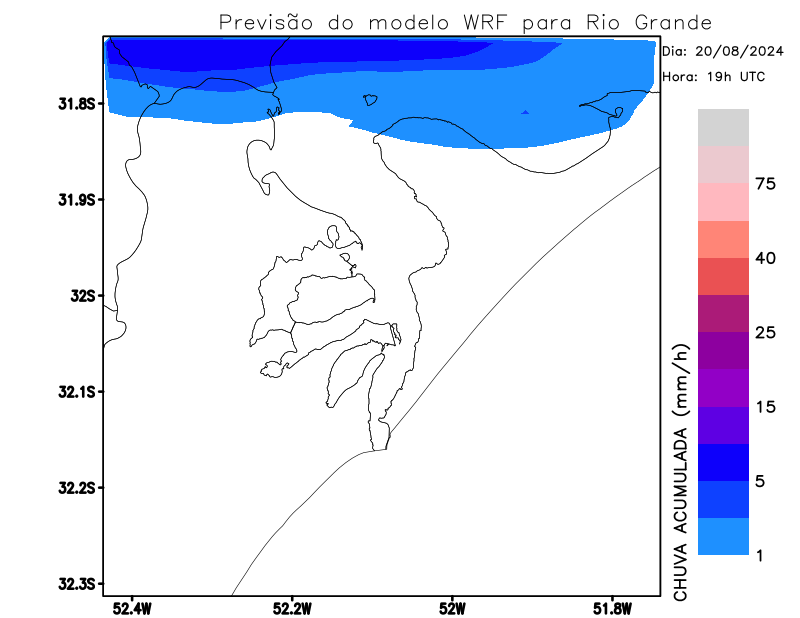 Previsão do modelo WRF para Rio Grande
Dia: 20/08/2024
Hora: 19h UTC
31.8S
31.9S
32S
32.1S
32.2S
32.3S
52.4W
52.2W
52W
51.8W
75
40
25
15
5
1
CHUVA ACUMULADA (mm/h)